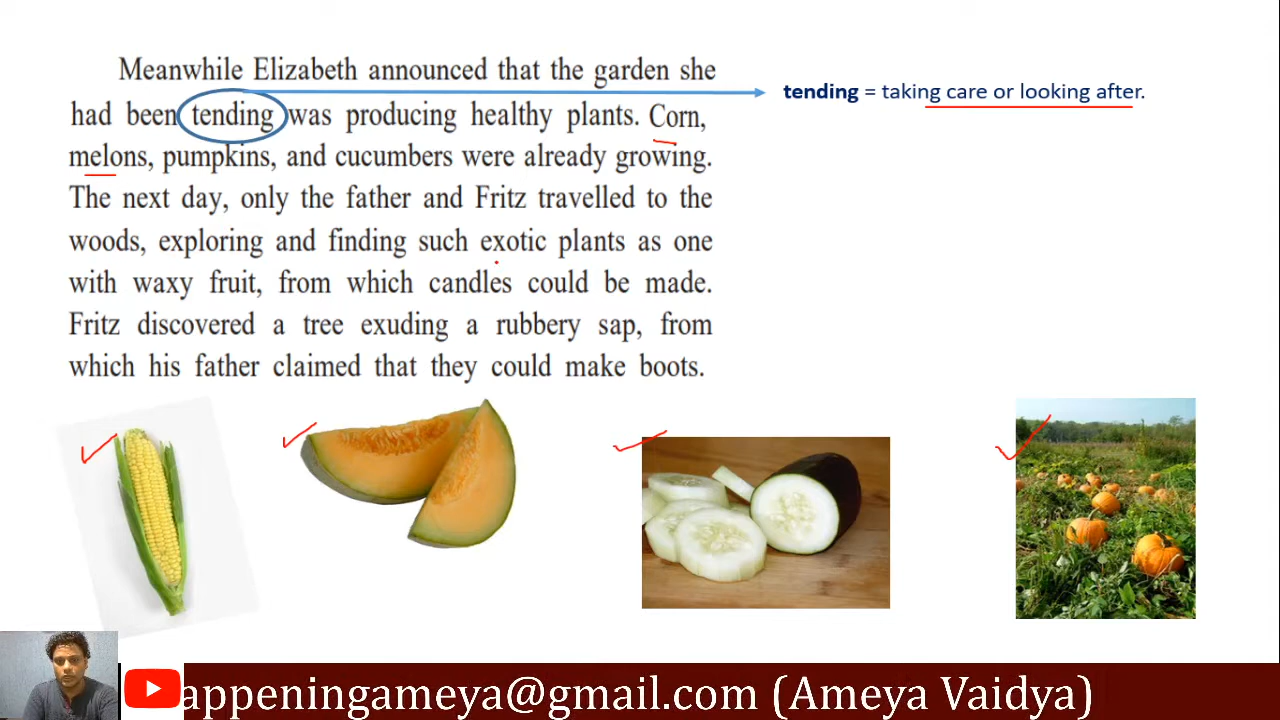 Meanwhile Elizabeth announced that the garden she
had been tending was producing healthy plants. Corn,
melons, pumpkins, and cucumbers were already growing.
The next day, only the father and Fritz travelled to the
woods, exploring and finding such exotic plants as one
with waxy fruit, from which candles could be made.
Fritz discovered a tree exuding a rubbery sap, from
which his father claimed that they could make boots.
tending = taking care or looking after.
appeningameya@gmail.com (Ameya Vaidya)